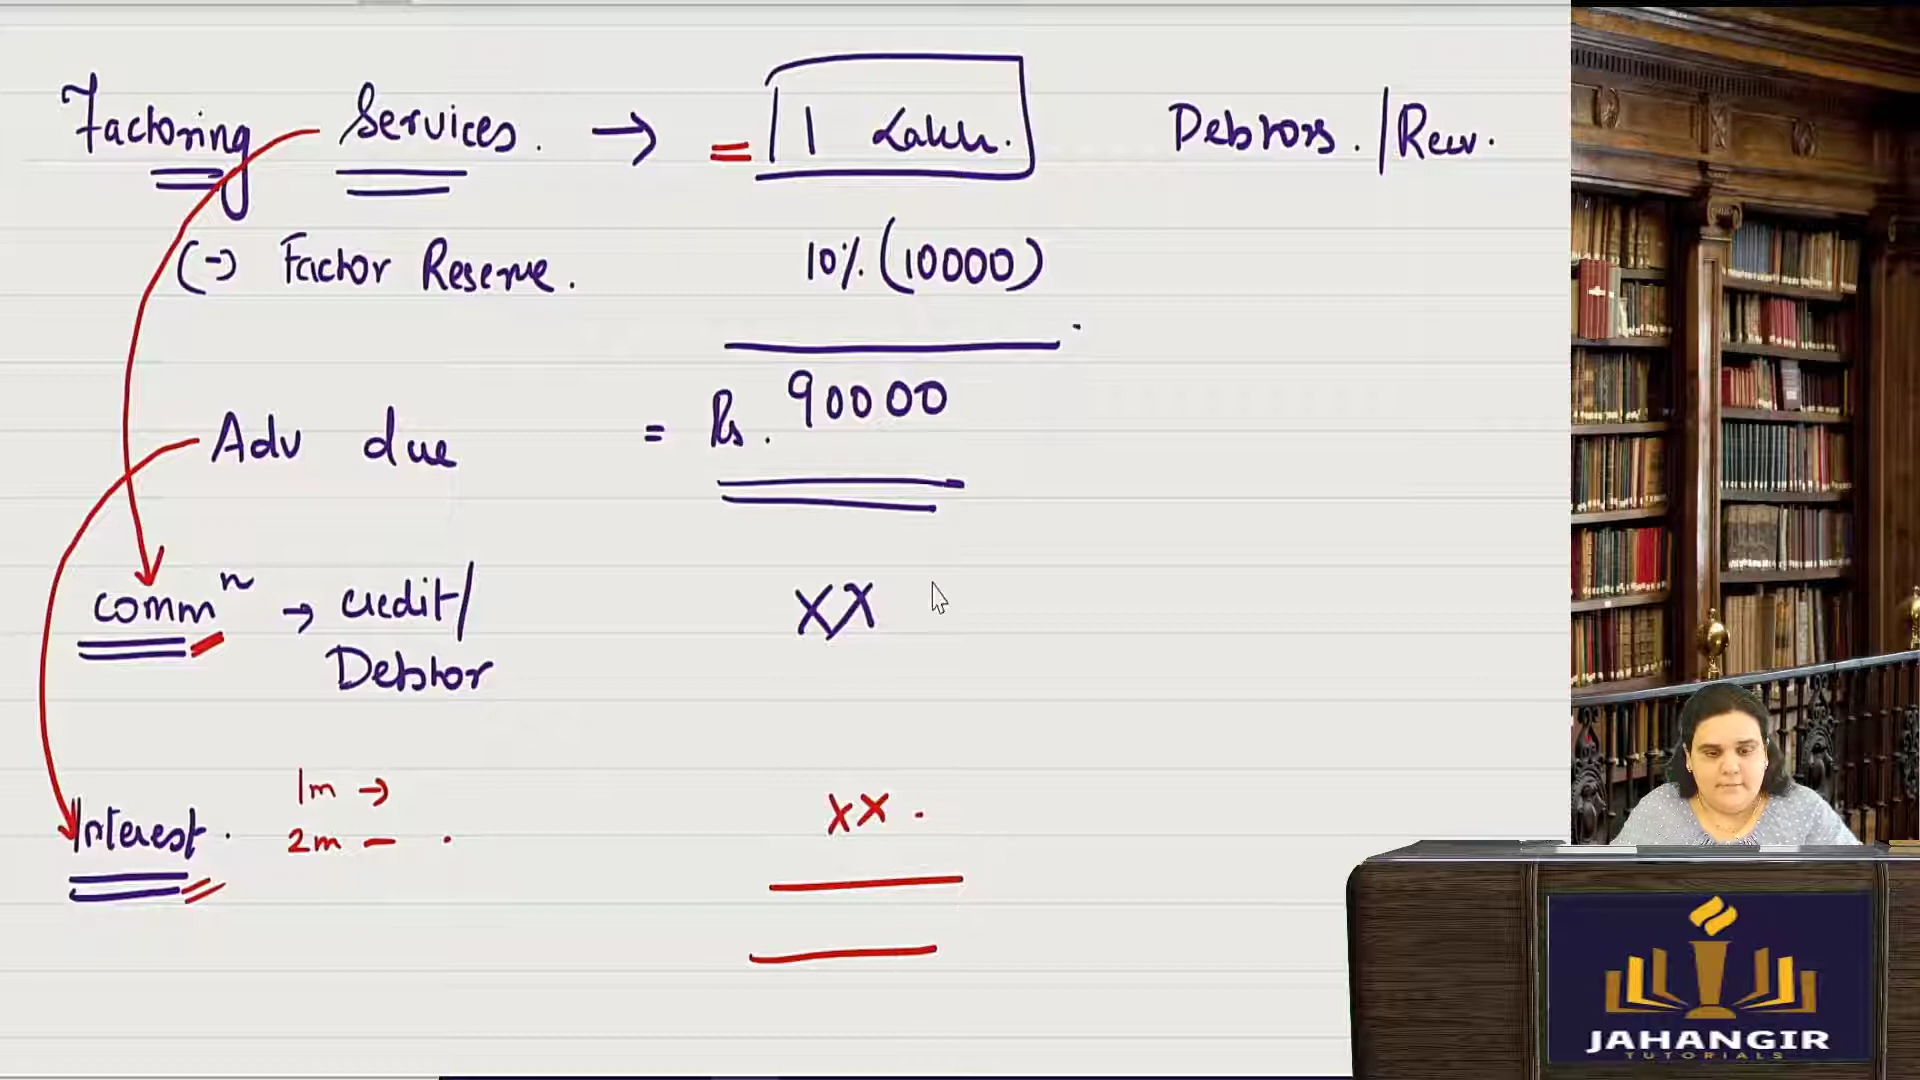 Factoring Services. → = 1 Lakh. Debtors. / Rew.
(-) Factor Reserve. 10% (10000)
Adv due = Rs. 90000
commⁿ → credit/ XX
Debtor
Interest. 1m → XX.
2m –
JAHANGIR
TUTORIALS